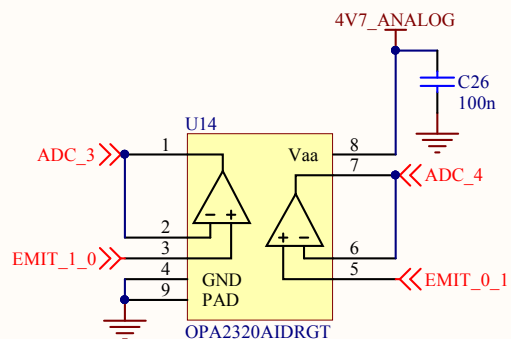 4V7_ANALOG
C26
100n
U14
ADC_3
1
8
Vaa
7
ADC_4
2
6
EMIT_1_0
3
5
EMIT_0_1
4
GND
9
PAD
OPA2320AIDRGT